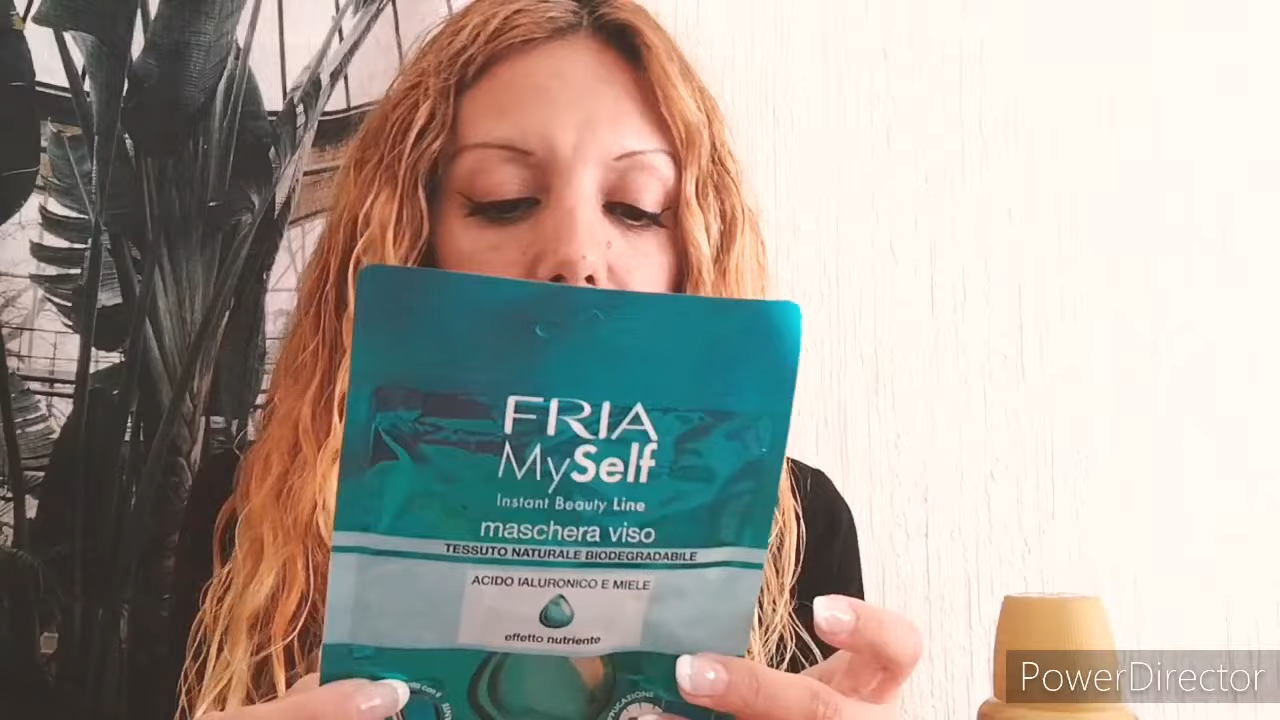 FRIA
MySelf
Instant Beauty Line
maschera viso
TESSUTO NATURALE BIODEGRADABILE
ACIDO IALURONICO E MIELE
effetto nutriente
PowerDirector